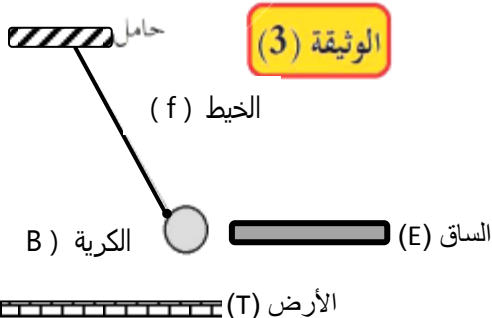 حامل
الوثيقة (3)
الخيط ( f )
الكرية ( B
الساق (E)
الأرض (T)